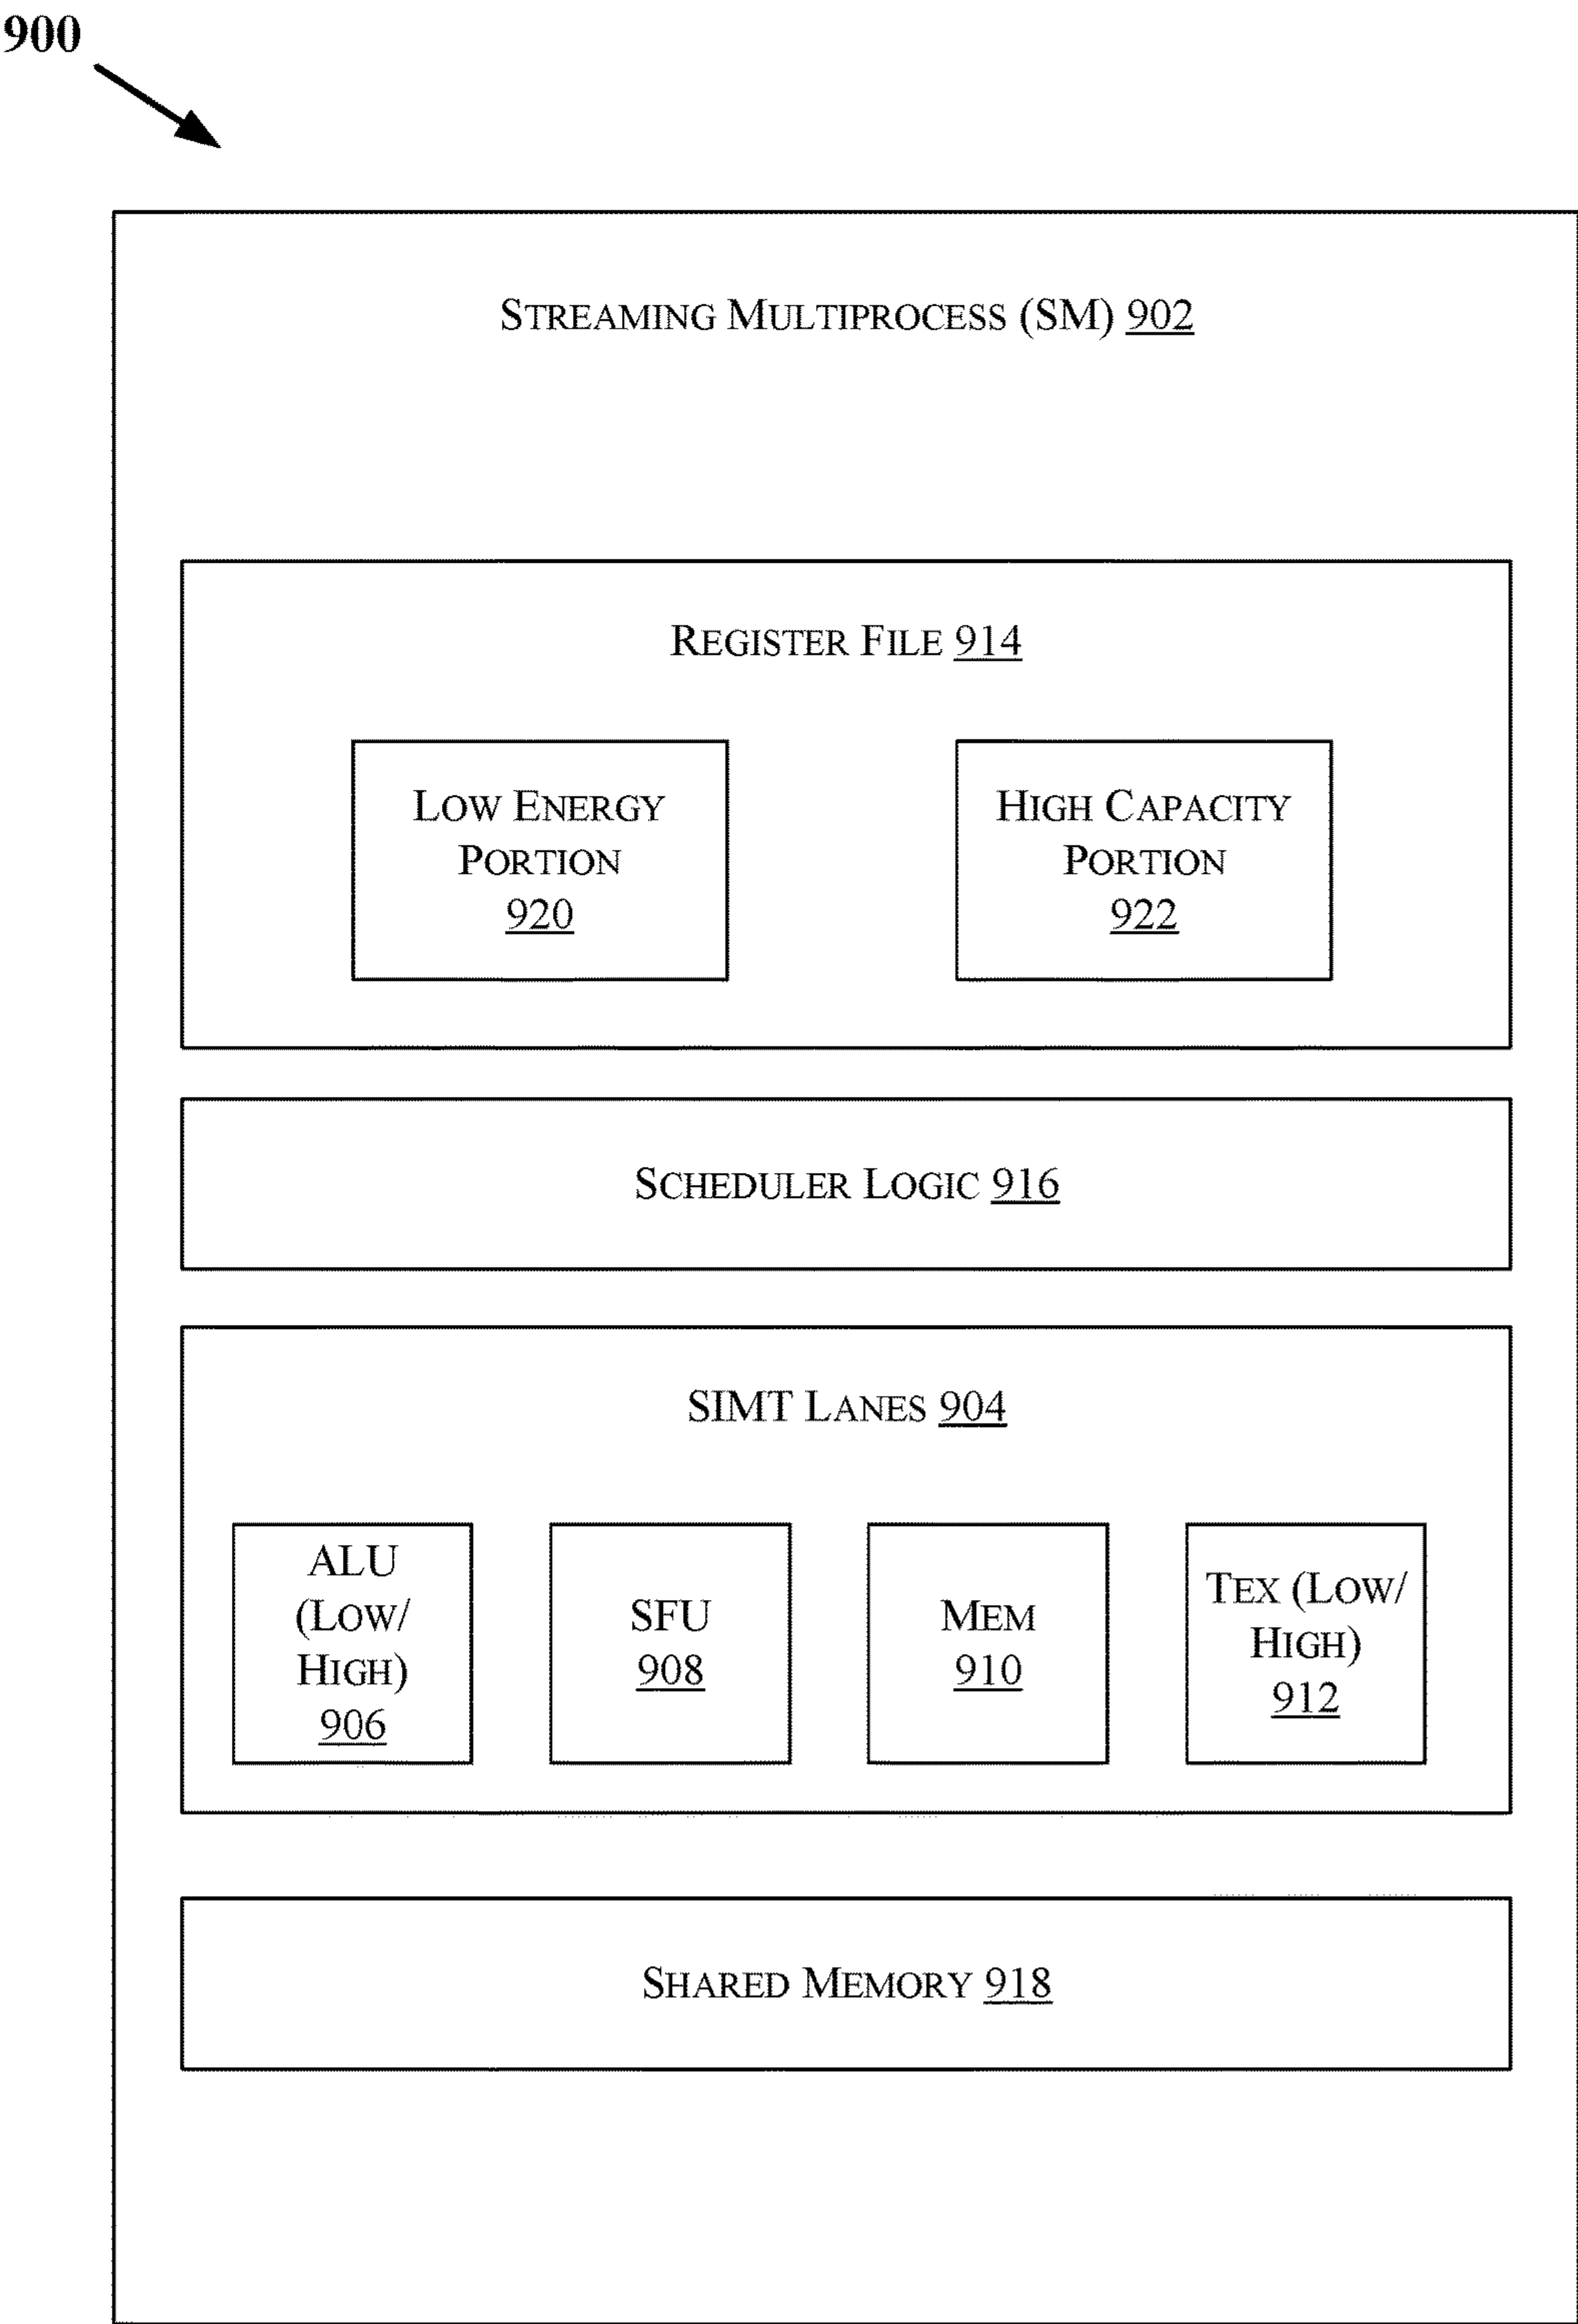 900
STREAMING MULTIPROCESS (SM) 902
REGISTER FILE 914
LOW ENERGY
PORTION
920
HIGH CAPACITY
PORTION
922
SCHEDULER LOGIC 916
SIMT LANES 904
ALU
(LOW/
HIGH)
906
SFU
908
MEM
910
TEX (LOW/
HIGH)
912
SHARED MEMORY 918